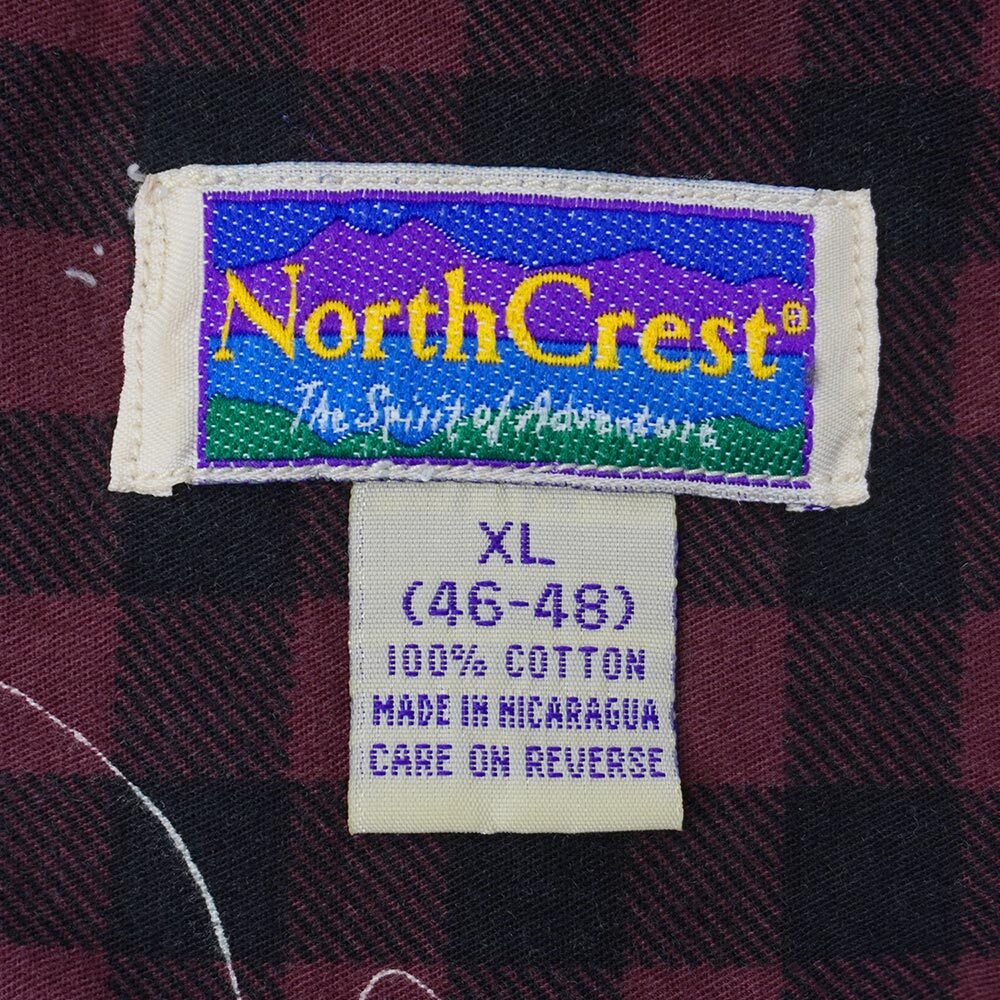 NorthCrest®
The Spirit of Adventure
XL
(46-48)
100% COTTON
MADE IN NICARAGUA
CARE ON REVERSE